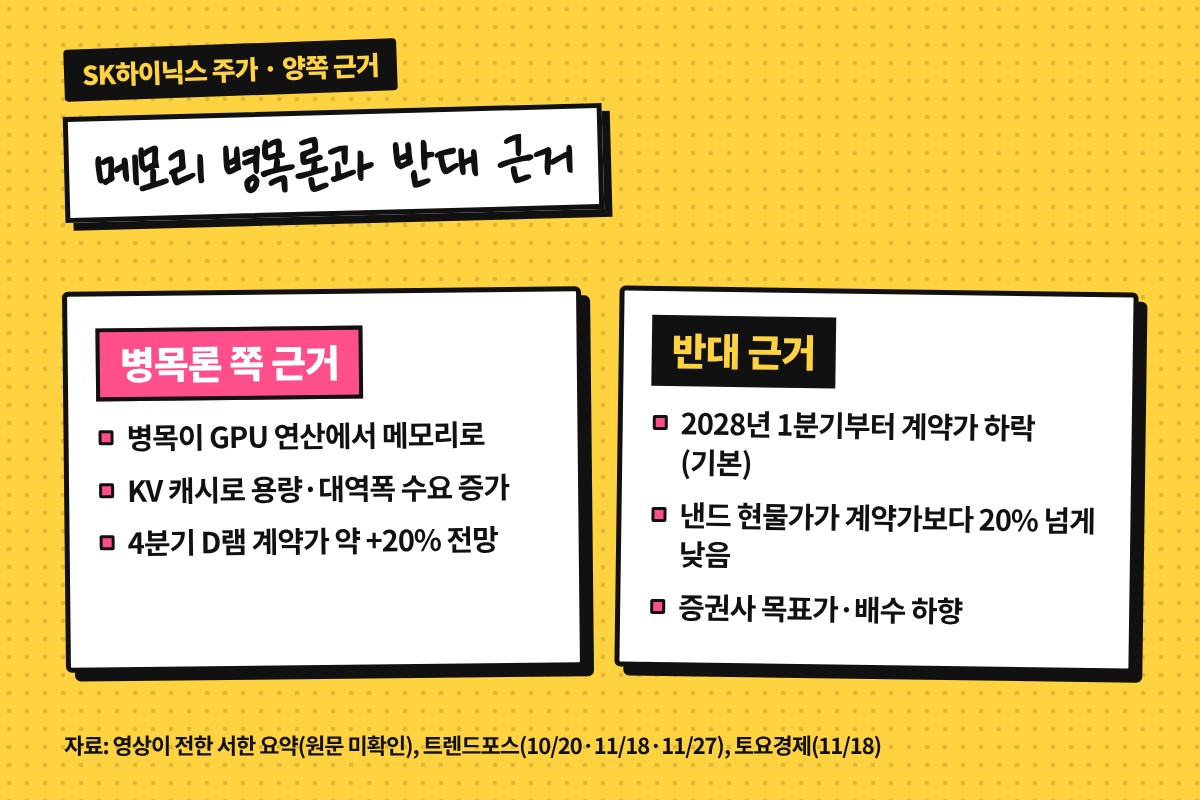 SK하이닉스 주가 · 양쪽 근거
메모리 병목론과 반대 근거
병목론 쪽 근거
병목이 GPU 연산에서 메모리로
KV 캐시로 용량·대역폭 수요 증가
4분기 D램 계약가 약 +20% 전망
반대 근거
2028년 1분기부터 계약가 하락
(기본)
낸드 현물가가 계약가보다 20% 넘게
낮음
증권사 목표가·배수 하향
자료: 영상이 전한 서한 요약(원문 미확인), 트렌드포스(10/20·11/18·11/27), 토요경제(11/18)